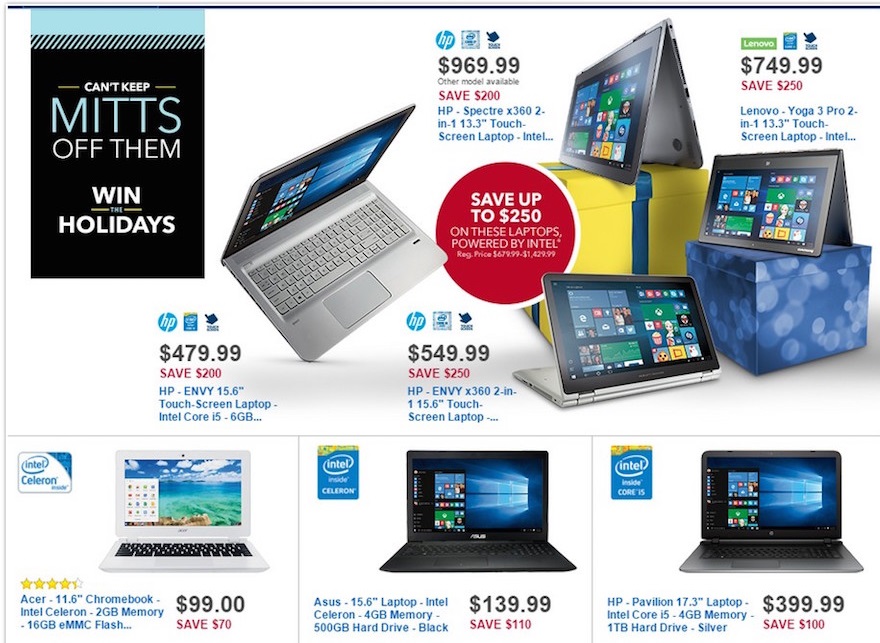 CAN'T KEEP
MITTS
OFF THEM
WIN
THE
HOLIDAYS
hp
$969.99
Other model available
SAVE $200
HP - Spectre x360 2-
in-1 13.3" Touch-
Screen Laptop - Intel...
Lenovo
$749.99
SAVE $250
Lenovo - Yoga 3 Pro 2-
in-1 13.3" Touch-
Screen Laptop - Intel...
SAVE UP
TO $250
ON THESE LAPTOPS,
POWERED BY INTEL®
Reg. Price $679.99-$1,429.99
hp
$479.99
SAVE $200
HP - ENVY 15.6"
Touch-Screen Laptop -
Intel Core i5 - 6GB...
hp
$549.99
SAVE $250
HP - ENVY x360 2-in-
1 15.6" Touch-
Screen Laptop -...
intel
Celeron
inside
acer
Acer - 11.6" Chromebook -
Intel Celeron - 2GB Memory
- 16GB eMMC Flash...
$99.00
SAVE $70
intel
inside
CELERON
ASUS
Asus - 15.6" Laptop - Intel
Celeron - 4GB Memory -
500GB Hard Drive - Black
$139.99
SAVE $110
intel
inside
CORE i5
HP - Pavilion 17.3" Laptop -
Intel Core i5 - 4GB Memory -
1TB Hard Drive - Silver
$399.99
SAVE $100